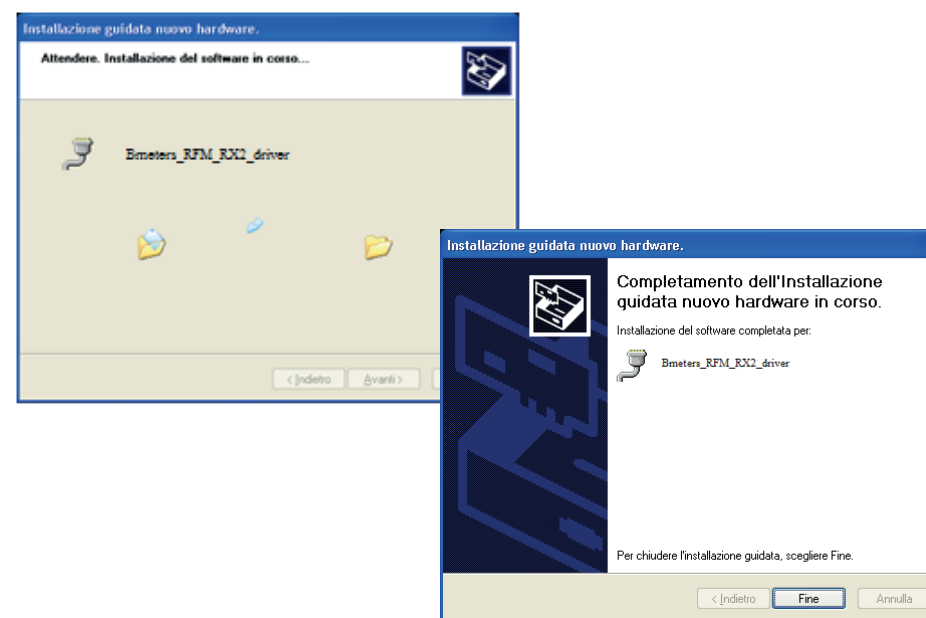 Installazione guidata nuovo hardware.
Attendere. Installazione del software in corso...
Bmeters_RFM_RX2_driver
< Indietro
Avanti >
Installazione guidata nuovo hardware.
Completamento dell'Installazione
guidata nuovo hardware in corso.
Installazione del software completata per:
Bmeters_RFM_RX2_driver
Per chiudere l'installazione guidata, scegliere Fine.
< Indietro
Fine
Annulla